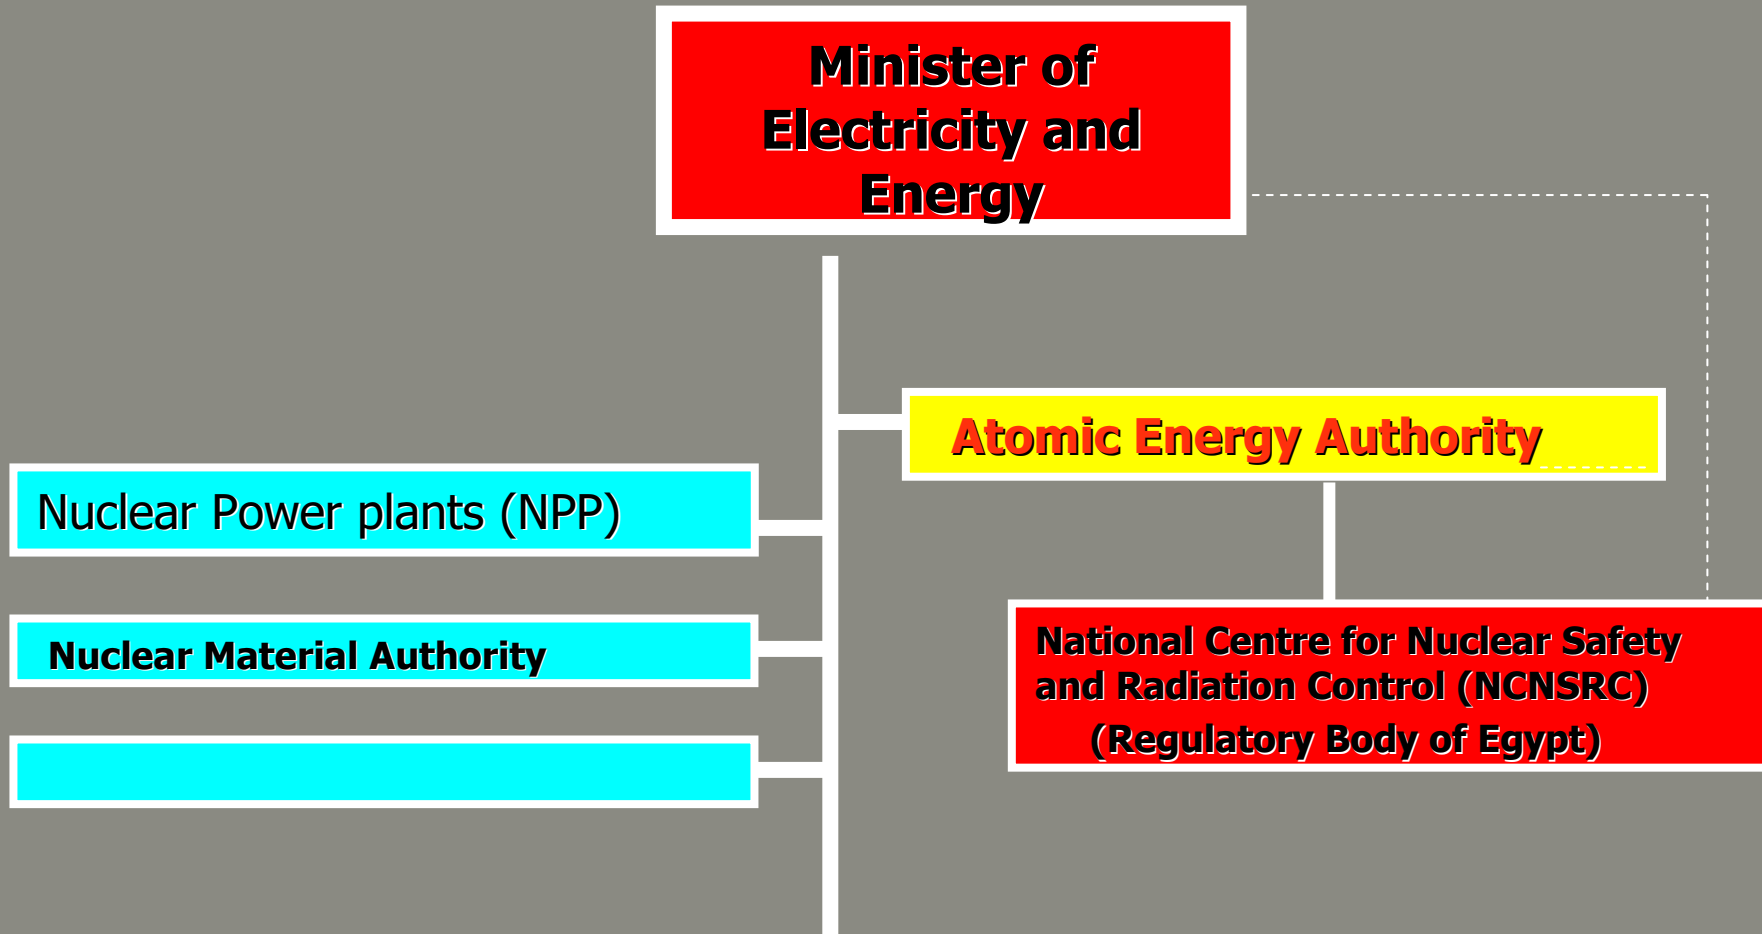 Minister of
Electricity and
Energy
Atomic Energy Authority
Nuclear Power plants (NPP)
Nuclear Material Authority
National Centre for Nuclear Safety
and Radiation Control (NCNSRC)
(Regulatory Body of Egypt)